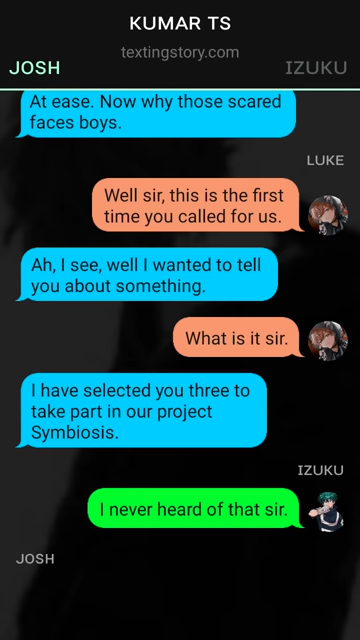 KUMAR TS
textingstory.com
JOSH
IZUKU
At ease. Now why those scared
faces boys.
LUKE
Well sir, this is the first
time you called for us.
Ah, I see, well I wanted to tell
you about something.
What is it sir.
I have selected you three to
take part in our project
Symbiosis.
IZUKU
I never heard of that sir.
JOSH